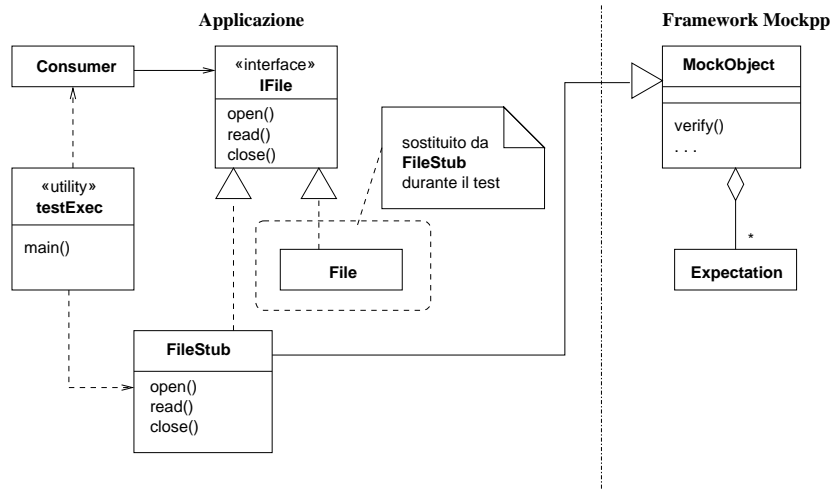 Applicazione
Framework Mockpp
Consumer
«interface»
IFile
open()
read()
close()
MockObject
verify()
. . .
sostituito da
FileStub
durante il test
«utility»
testExec
main()
File
*
Expectation
FileStub
open()
read()
close()